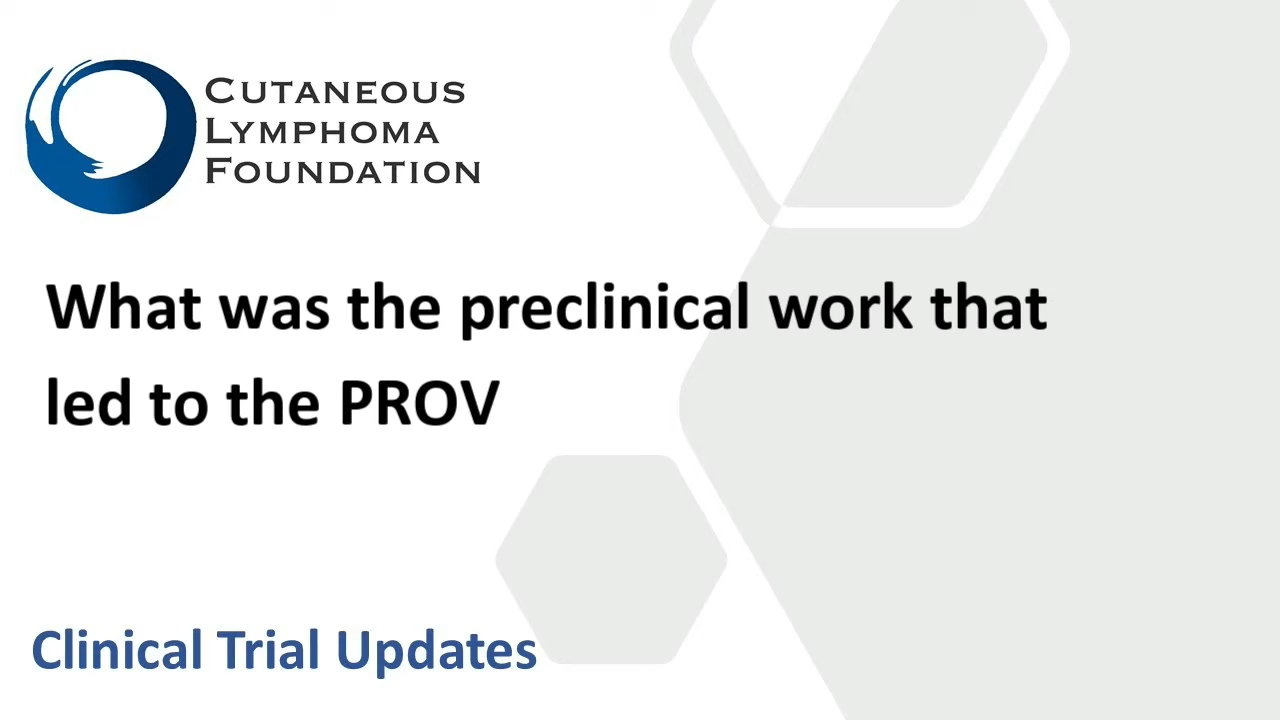 CUTANEOUS
LYMPHOMA
FOUNDATION
What was the preclinical work that
led to the PROV
Clinical Trial Updates